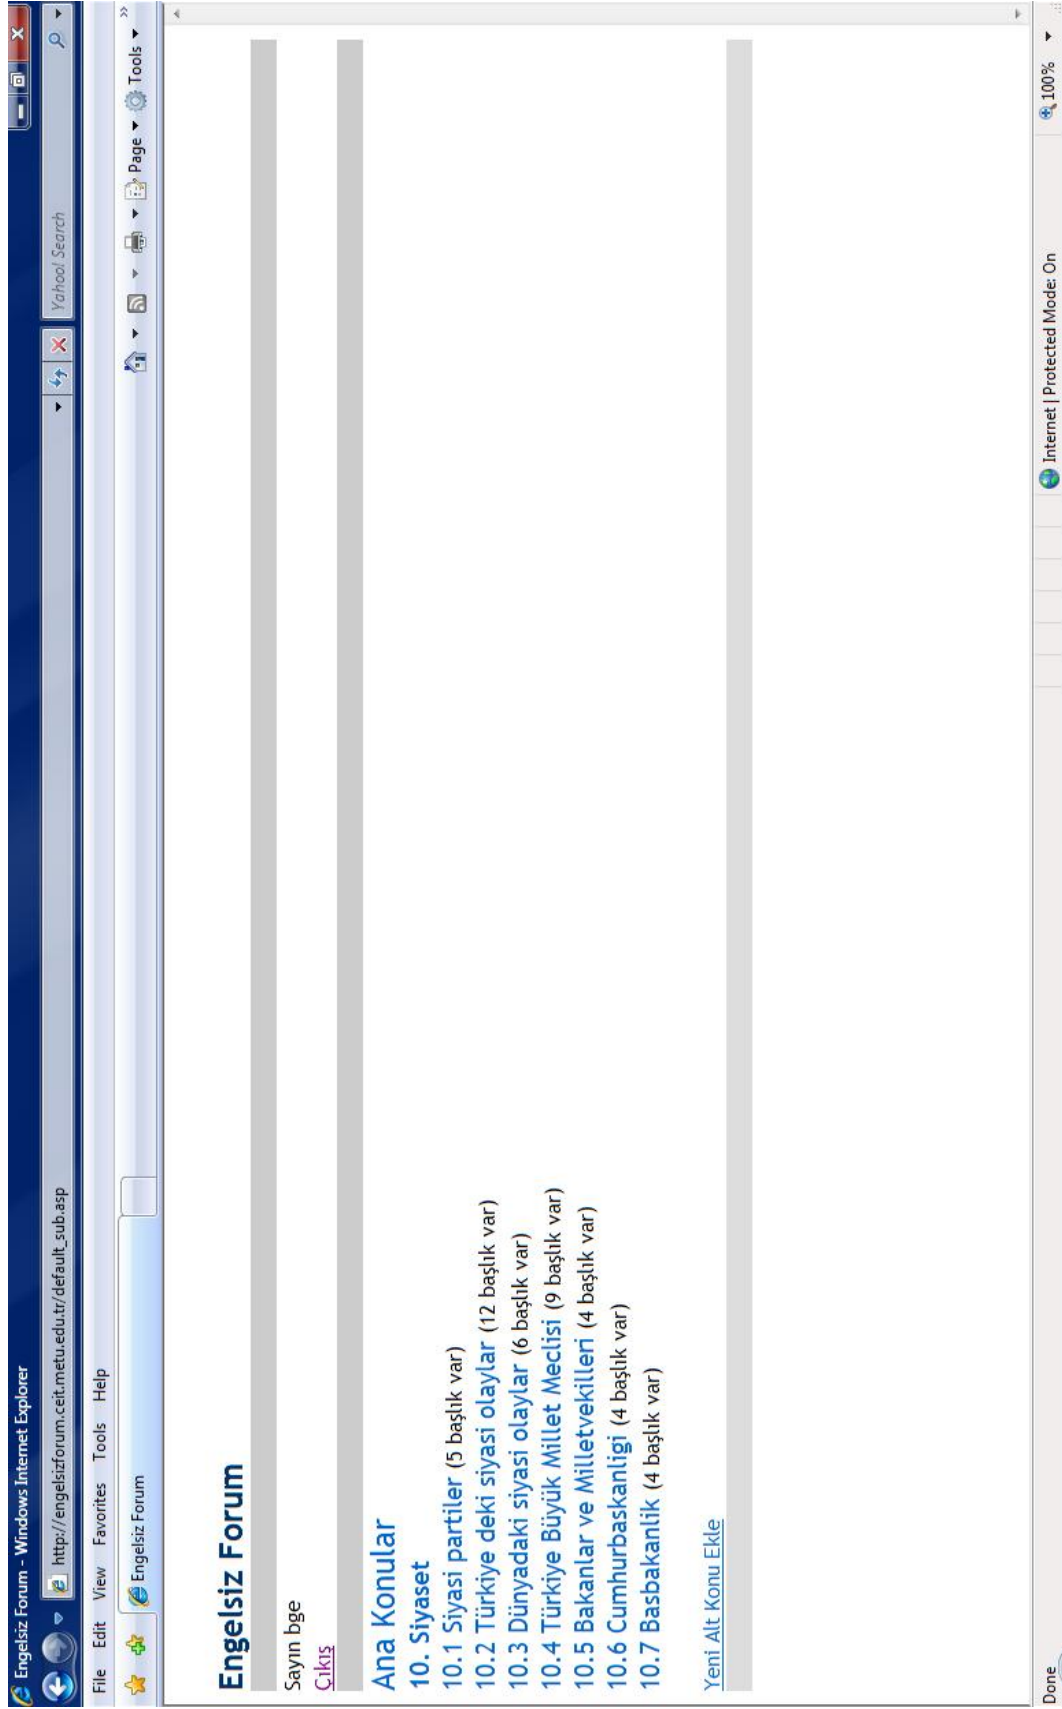 Engelsiz Forum - Windows Internet Explorer
http://engelsizforum.ceit.metu.edu.tr/default_sub.asp
Yahoo! Search
File Edit View Favorites Tools Help
Engelsiz Forum
Page Tools
Engelsiz Forum
Sayın bge
Çıkış
Ana Konular
10. Siyaset
10.1 Siyasi partiler (5 başlık var)
10.2 Türkiye deki siyasi olaylar (12 başlık var)
10.3 Dünyadaki siyasi olaylar (6 başlık var)
10.4 Türkiye Büyük Millet Meclisi (9 başlık var)
10.5 Bakanlar ve Milletvekilleri (4 başlık var)
10.6 Cumhurbaskanligi (4 başlık var)
10.7 Basbakanlik (4 başlık var)
Yeni Alt Konu Ekle
Done Internet | Protected Mode: On 100%